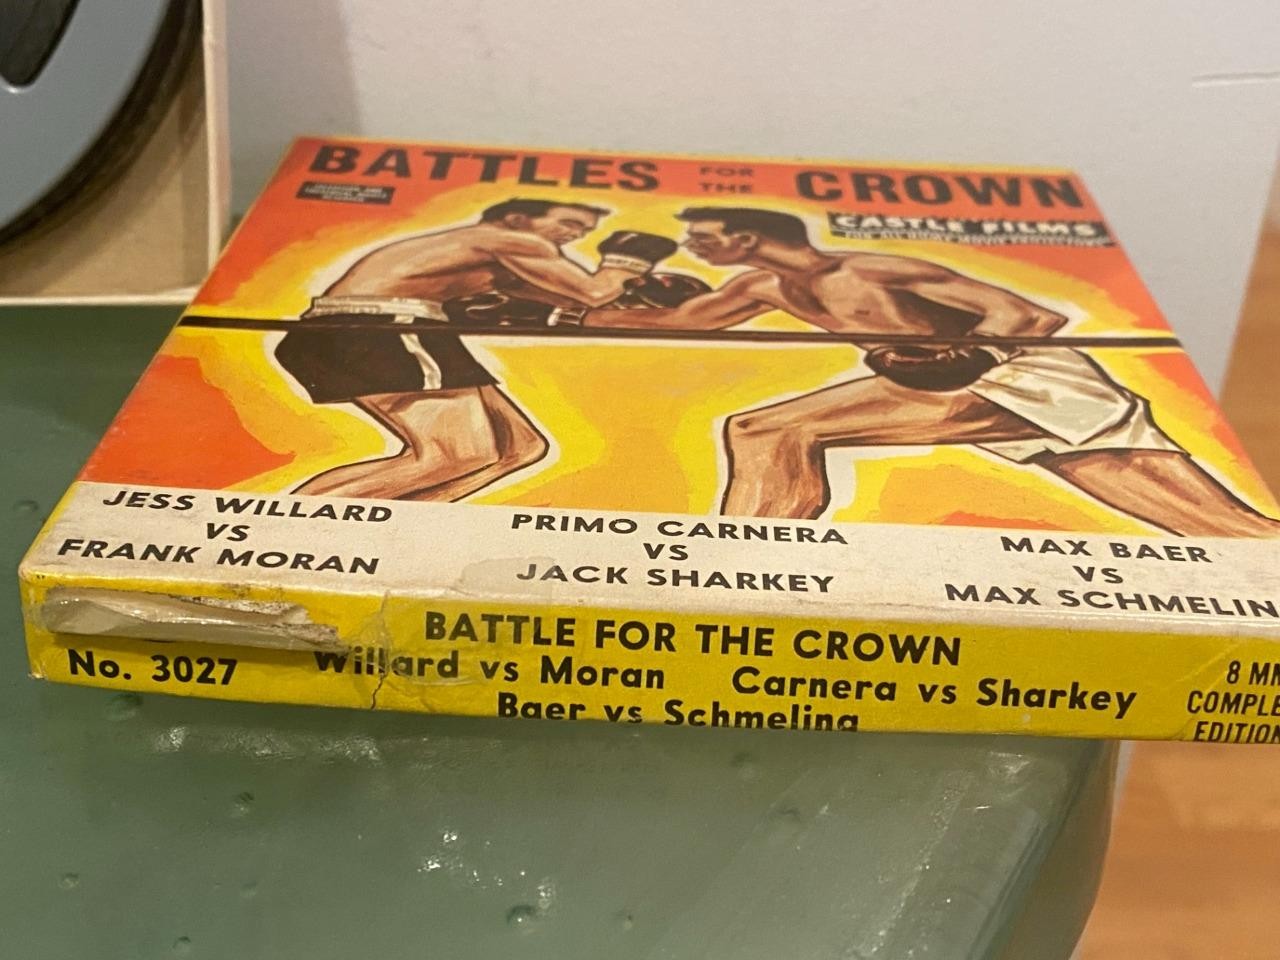 BATTLES FOR THE CROWN
CASTLE FILMS
JESS WILLARD
VS
FRANK MORAN
PRIMO CARNERA
VS
JACK SHARKEY
MAX BAER
VS
MAX SCHMELIN
BATTLE FOR THE CROWN
No. 3027
Willard vs Moran Carnera vs Sharkey
Baer vs Schmeling
8 MM
COMPLE
EDITION